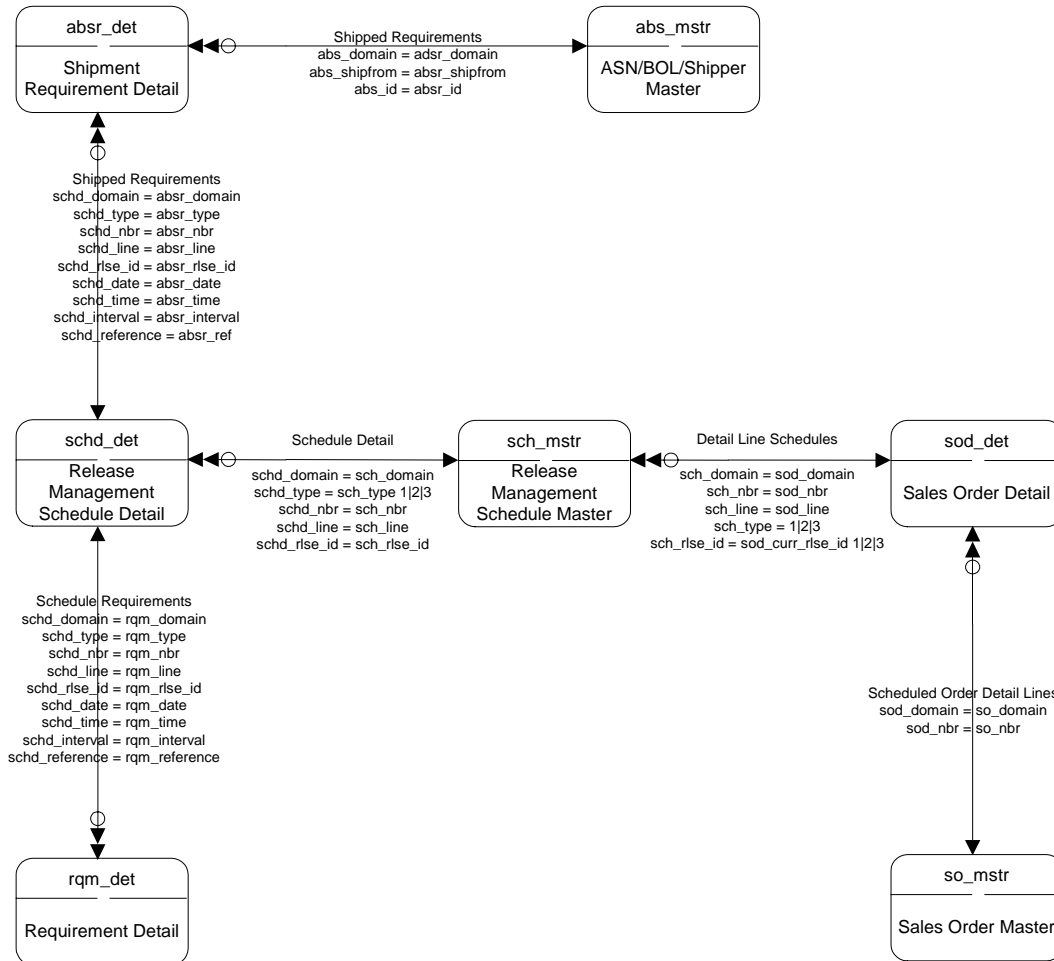 absr_det
Shipment
Requirement Detail
Shipped Requirements
abs_domain = adsr_domain
abs_shipfrom = absr_shipfrom
abs_id = absr_id
abs_mstr
ASN/BOL/Shipper
Master
Shipped Requirements
schd_domain = absr_domain
schd_type = absr_type
schd_nbr = absr_nbr
schd_line = absr_line
schd_rlse_id = absr_rlse_id
schd_date = absr_date
schd_time = absr_time
schd_interval = absr_interval
schd_reference = absr_ref
schd_det
Release
Management
Schedule Detail
Schedule Detail
schd_domain = sch_domain
schd_type = sch_type 1|2|3
schd_nbr = sch_nbr
schd_line = sch_line
schd_rlse_id = sch_rlse_id
sch_mstr
Release
Management
Schedule Master
Detail Line Schedules
sch_domain = sod_domain
sch_nbr = sod_nbr
sch_line = sod_line
sch_type = 1|2|3
sch_rlse_id = sod_curr_rlse_id 1|2|3
sod_det
Sales Order Detail
Schedule Requirements
schd_domain = rqm_domain
schd_type = rqm_type
schd_nbr = rqm_nbr
schd_line = rqm_line
schd_rlse_id = rqm_rlse_id
schd_date = rqm_date
schd_time = rqm_time
schd_interval = rqm_interval
schd_reference = rqm_reference
Scheduled Order Detail Lines
sod_domain = so_domain
sod_nbr = so_nbr
rqm_det
Requirement Detail
so_mstr
Sales Order Master